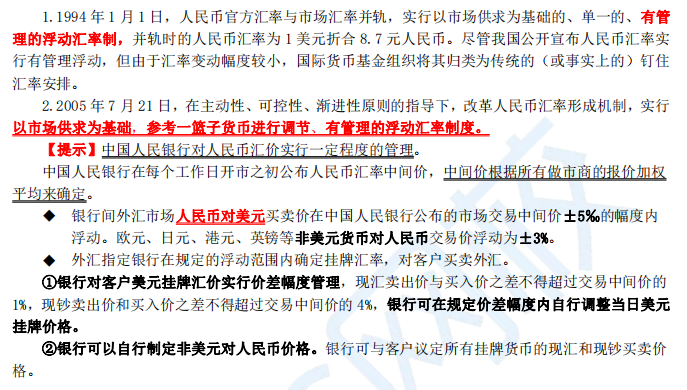 1.1994 年 1 月 1 日，人民币官方汇率与市场汇率并轨，实行以市场供求为基础的、单一的、有管
理的浮动汇率制，并轨时的人民币汇率为 1 美元折合 8.7 元人民币。尽管我国公开宣布人民币汇率实
行有管理浮动，但由于汇率变动幅度较小，国际货币基金组织将其归类为传统的（或事实上的）钉住
汇率安排。
2.2005 年 7 月 21 日，在主动性、可控性、渐进性原则的指导下，改革人民币汇率形成机制，实行
以市场供求为基础，参考一篮子货币进行调节、有管理的浮动汇率制度。
【提示】中国人民银行对人民币汇价实行一定程度的管理。
中国人民银行在每个工作日开市之初公布人民币汇率中间价，中间价根据所有做市商的报价加权
平均来确定。
◆ 银行间外汇市场人民币对美元买卖价在中国人民银行公布的市场交易中间价±5‰的幅度内
浮动。欧元、日元、港元、英镑等非美元货币对人民币交易价浮动为±3%。
◆ 外汇指定银行在规定的浮动范围内确定挂牌汇率，对客户买卖外汇。
①银行对客户美元挂牌汇价实行价差幅度管理，现汇卖出价与买入价之差不得超过交易中间价的
1%，现钞卖出价和买入价之差不得超过交易中间价的 4%，银行可在规定价差幅度内自行调整当日美元
挂牌价格。
②银行可以自行制定非美元对人民币价格。银行可与客户议定所有挂牌货币的现汇和现钞买卖价
格。
网校